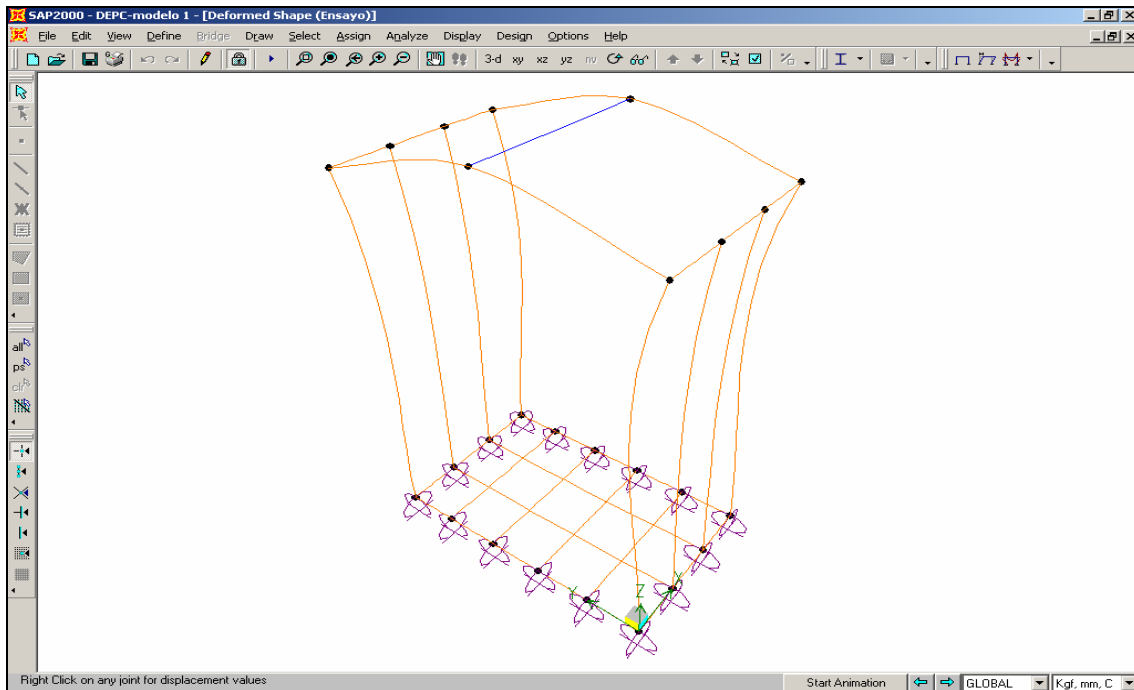 SAP2000 - DEPC-modelo 1 - [Deformed Shape (Ensayo)]
File Edit View Define Bridge Draw Select Assign Analyze Display Design Options Help
3-d xy xz yz nv
all
ps
clr
Z
Y
Right Click on any joint for displacement values
Start Animation
GLOBAL
Kgf, mm, C